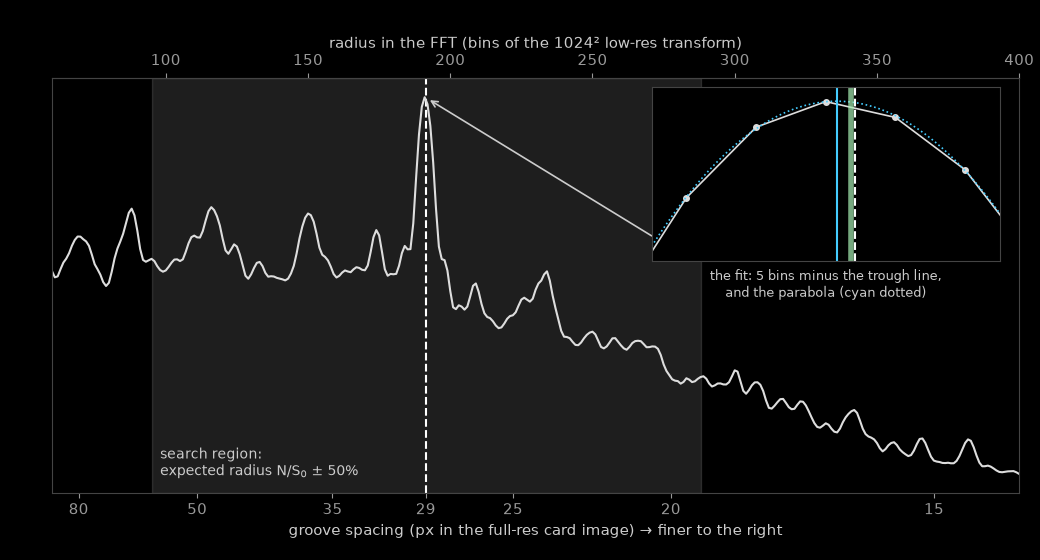 radius in the FFT (bins of the 1024² low-res transform)
100 150 200 250 300 350 400
the fit: 5 bins minus the trough line,
and the parabola (cyan dotted)
search region:
expected radius N/S₀ ± 50%
80 50 35 29 25 20 15
groove spacing (px in the full-res card image) → finer to the right